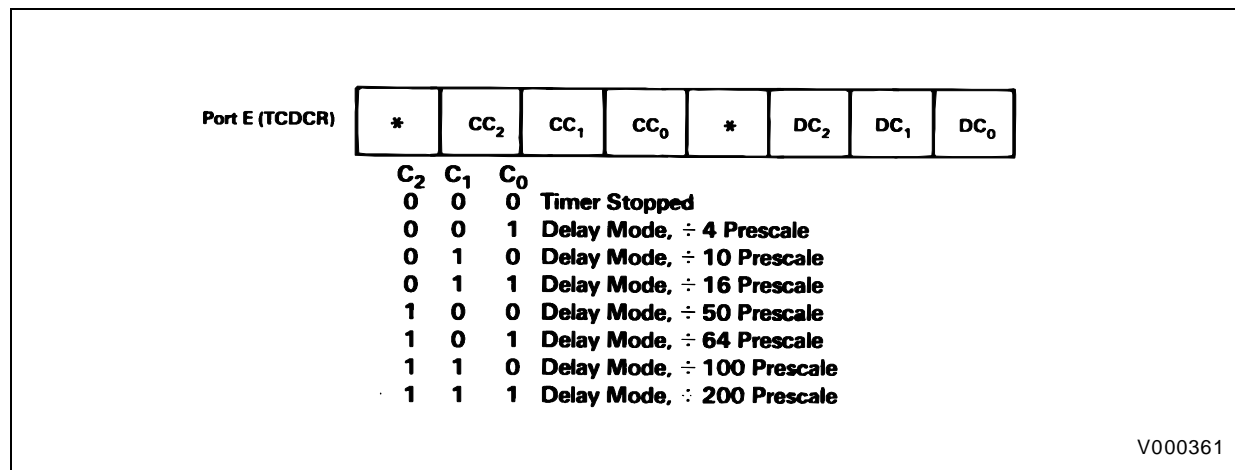 Port E (TCDCR) * CC₂ CC₁ CC₀ * DC₂ DC₁ DC₀
C₂ C₁ C₀
0 0 0 Timer Stopped
0 0 1 Delay Mode, ÷ 4 Prescale
0 1 0 Delay Mode, ÷ 10 Prescale
0 1 1 Delay Mode, ÷ 16 Prescale
1 0 0 Delay Mode, ÷ 50 Prescale
1 0 1 Delay Mode, ÷ 64 Prescale
1 1 0 Delay Mode, ÷ 100 Prescale
1 1 1 Delay Mode, ÷ 200 Prescale
V000361